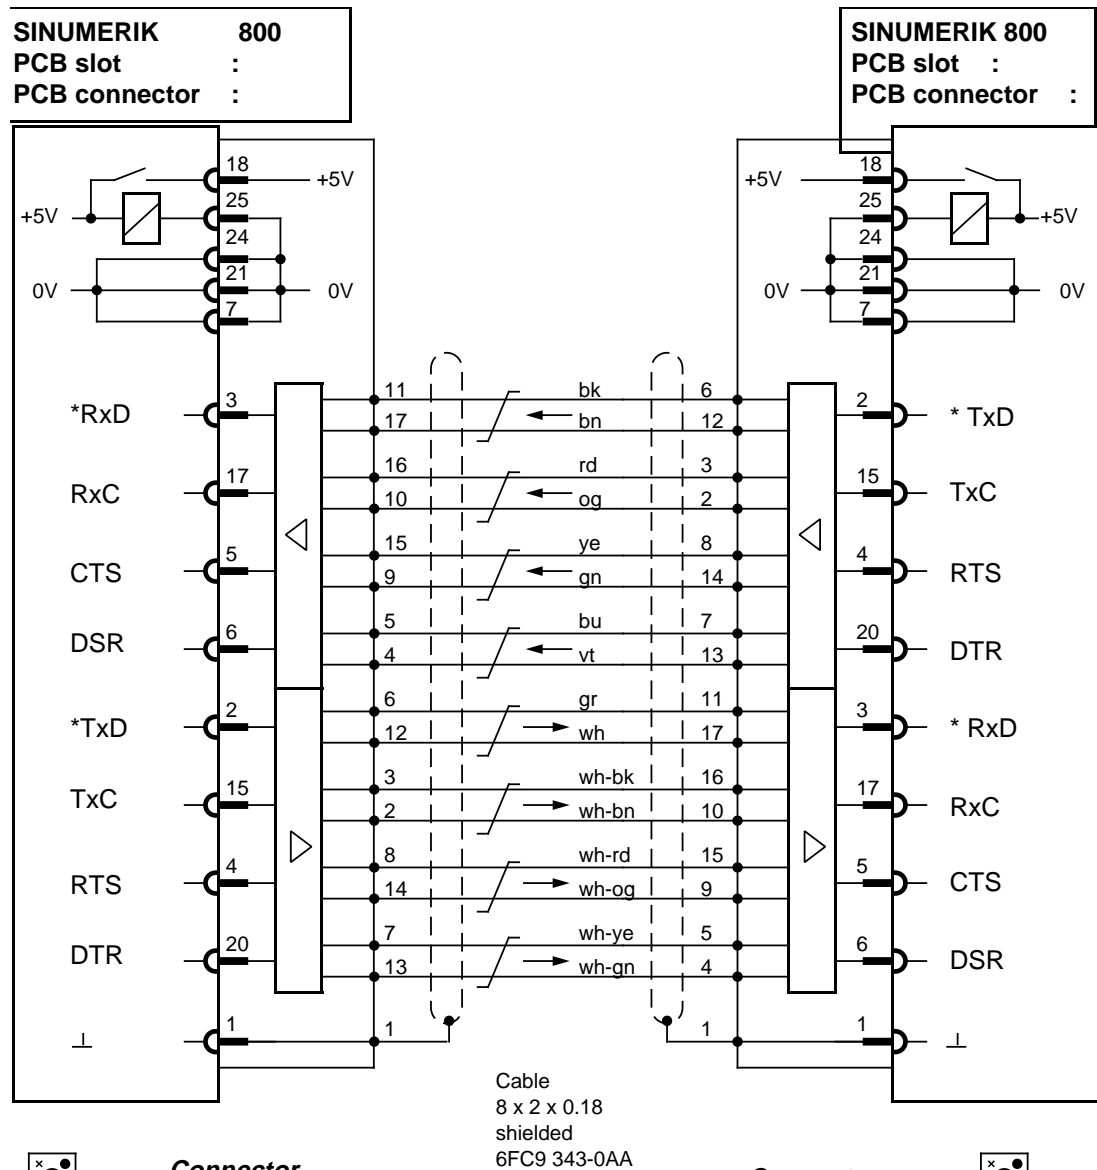 SINUMERIK 800
PCB slot :
PCB connector :
SINUMERIK 800
PCB slot :
PCB connector :
18 +5V
+5V 25
24
0V 21 0V
7
+5V 18
25 +5V
24
0V 21 0V
7
*RxD 3 11 bk 6 2 * TxD
17 bn 12
RxC 17 16 rd 3 15 TxC
10 og 2
CTS 5 15 ye 8 4 RTS
9 gn 14
DSR 6 5 bu 7 20 DTR
4 vt 13
*TxD 2 6 gr 11 3 * RxD
12 wh 17
TxC 15 3 wh-bk 16 17 RxC
2 wh-bn 10
RTS 4 8 wh-rd 15 5 CTS
14 wh-og 9
DTR 20 7 wh-ye 5 6 DSR
13 wh-gn 4
1 1 1 1
Cable
8 x 2 x 0.18
shielded
6FC9 343-0AA
Connector